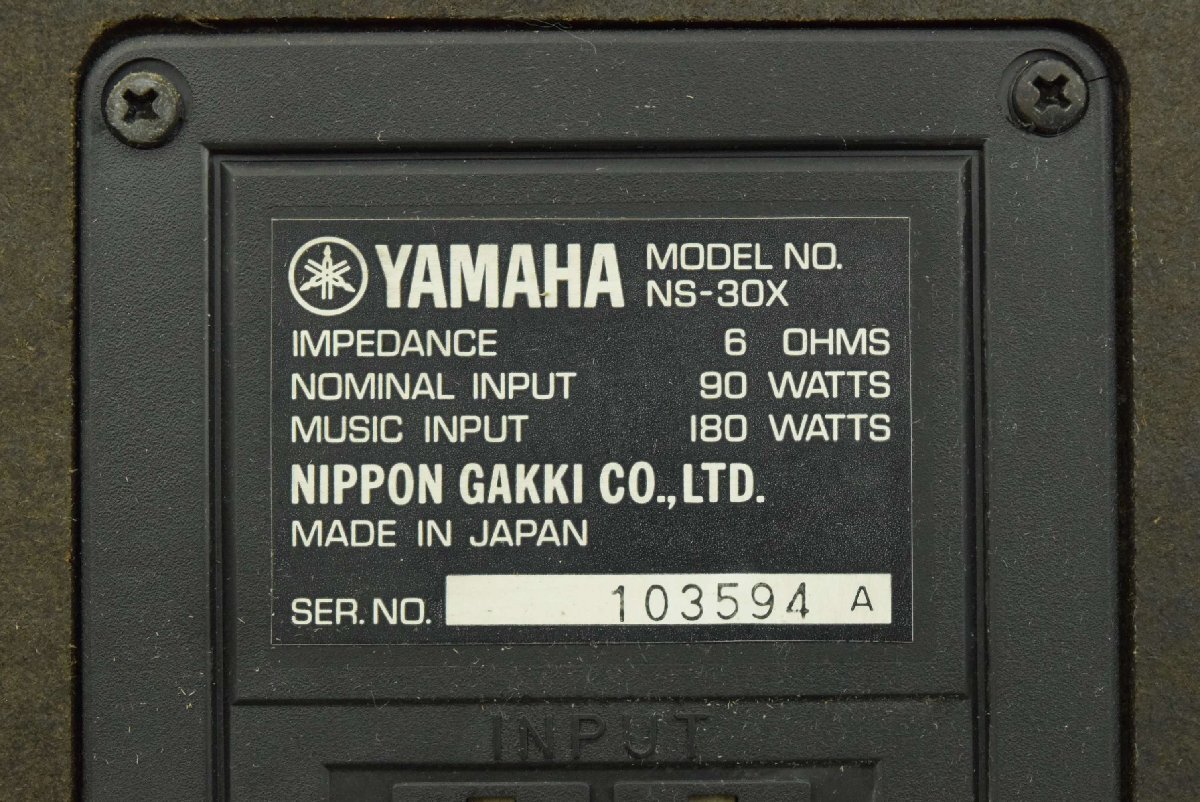 YAMAHA MODEL NO.
NS-30X
IMPEDANCE 6 OHMS
NOMINAL INPUT 90 WATTS
MUSIC INPUT 180 WATTS
NIPPON GAKKI CO.,LTD.
MADE IN JAPAN
SER. NO. 103594 A
INPUT